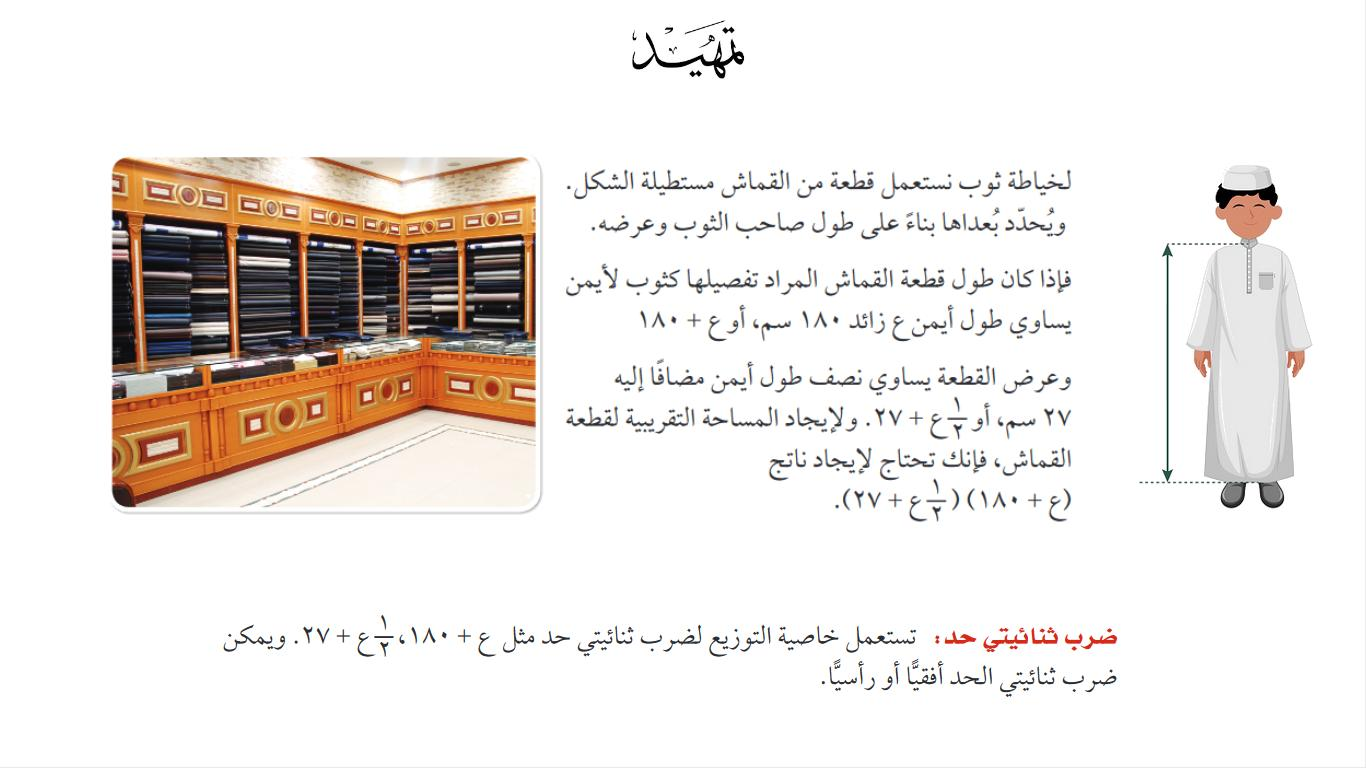 تمهيد
لخياطة ثوب نستعمل قطعة من القماش مستطيلة الشكل.
ويُحدّد بُعداها بناءً على طول صاحب الثوب وعرضه.
فإذا كان طول قطعة القماش المراد تفصيلها كثوب لأيمن
يساوي طول أيمن ع زائد ١٨٠ سم، أو ع + ١٨٠
وعرض القطعة يساوي نصف طول أيمن مضافًا إليه
٢٧ سم، أو ١/٢ ع + ٢٧. ولإيجاد المساحة التقريبية لقطعة
القماش، فإنك تحتاج لإيجاد ناتج
(ع + ١٨٠) (١/٢ ع + ٢٧).
ضرب ثنائيتي حد: تستعمل خاصية التوزيع لضرب ثنائيتي حد مثل ع + ١٨٠، ١/٢ ع + ٢٧. ويمكن
ضرب ثنائيتي الحد أفقيًّا أو رأسيًّا.